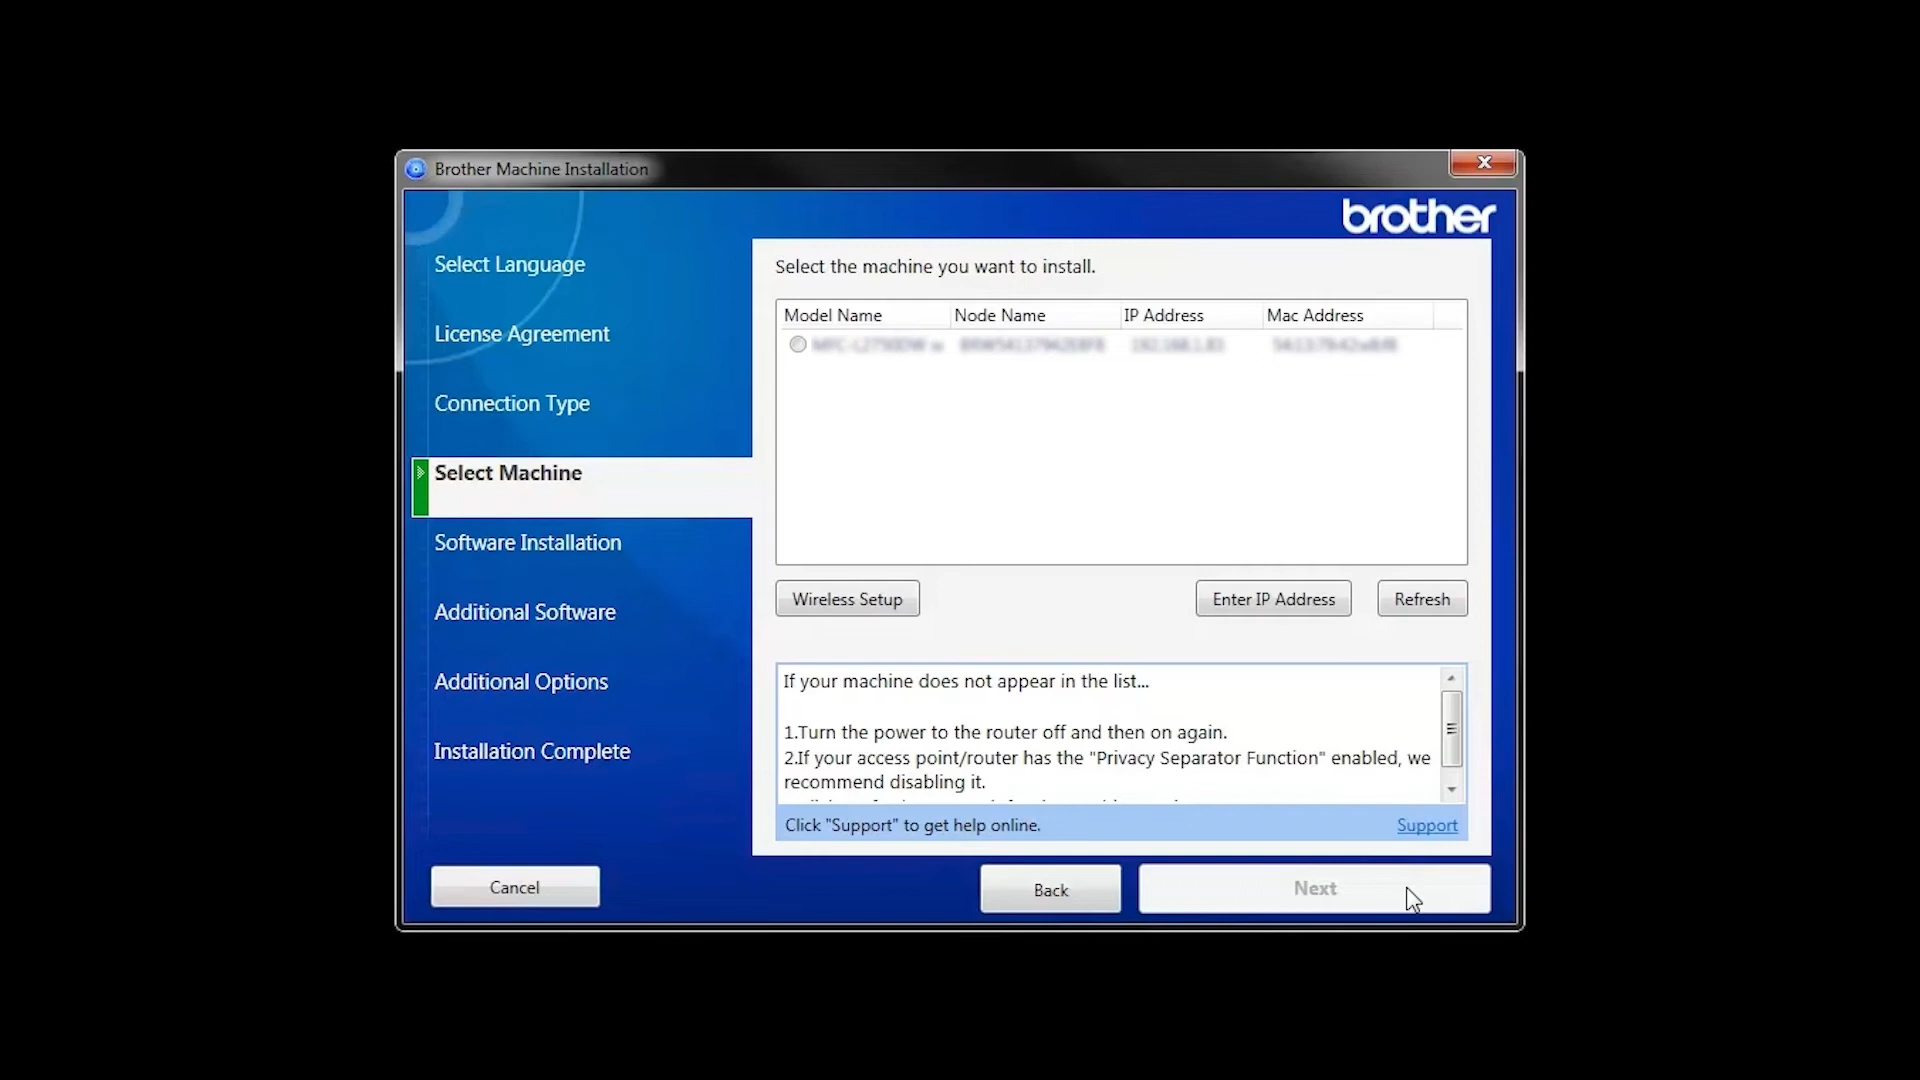 Brother Machine Installation
brother
Select Language
License Agreement
Connection Type
Select Machine
Software Installation
Additional Software
Additional Options
Installation Complete
Select the machine you want to install.
Model Name Node Name IP Address Mac Address
Wireless Setup Enter IP Address Refresh
If your machine does not appear in the list...
1.Turn the power to the router off and then on again.
2.If your access point/router has the "Privacy Separator Function" enabled, we
recommend disabling it.
Click "Support" to get help online. Support
Cancel Back Next